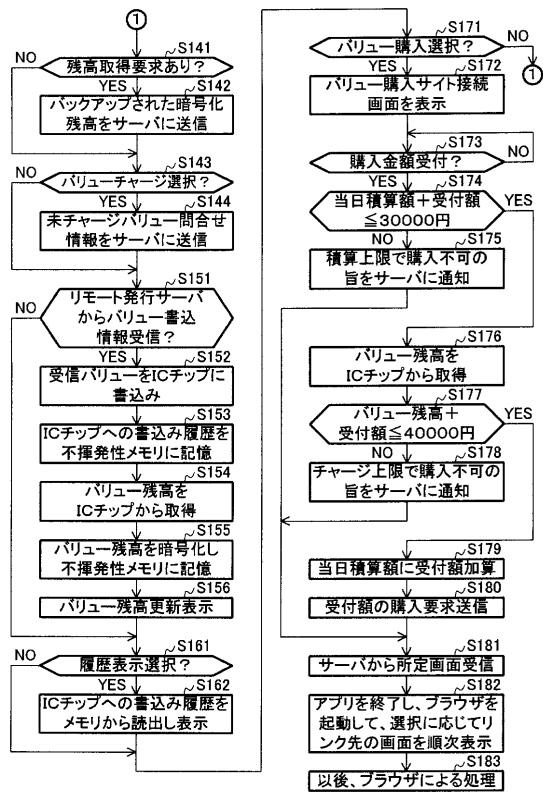 ①
S141
残高取得要求あり？
NO
YES
S142
バックアップされた暗号化
残高をサーバに送信
S143
バリューチャージ選択？
NO
YES
S144
未チャージバリュー問合せ
情報をサーバに送信
S151
リモート発行サーバ
からバリュー書込
情報受信？
NO
YES
S152
受信バリューをICチップに
書込み
S153
ICチップへの書込み履歴を
不揮発性メモリに記憶
S154
バリュー残高を
ICチップから取得
S155
バリュー残高を暗号化し
不揮発性メモリに記憶
S156
バリュー残高更新表示
S161
履歴表示選択？
NO
YES
S162
ICチップへの書込み履歴を
メモリから読出し表示
S171
バリュー購入選択？
NO
①
YES
S172
バリュー購入サイト接続
画面を表示
S173
購入金額受付？
NO
YES
S174
当日積算額＋受付額
≦30000円
YES
NO
S175
積算上限で購入不可の
旨をサーバに通知
S176
バリュー残高を
ICチップから取得
S177
バリュー残高＋
受付額≦40000円
YES
NO
S178
チャージ上限で購入不可の
旨をサーバに通知
S179
当日積算額に受付額加算
S180
受付額の購入要求送信
S181
サーバから所定画面受信
S182
アプリを終了し、ブラウザを
起動して、選択に応じてリ
ンク先の画面を順次表示
S183
以後、ブラウザによる処理